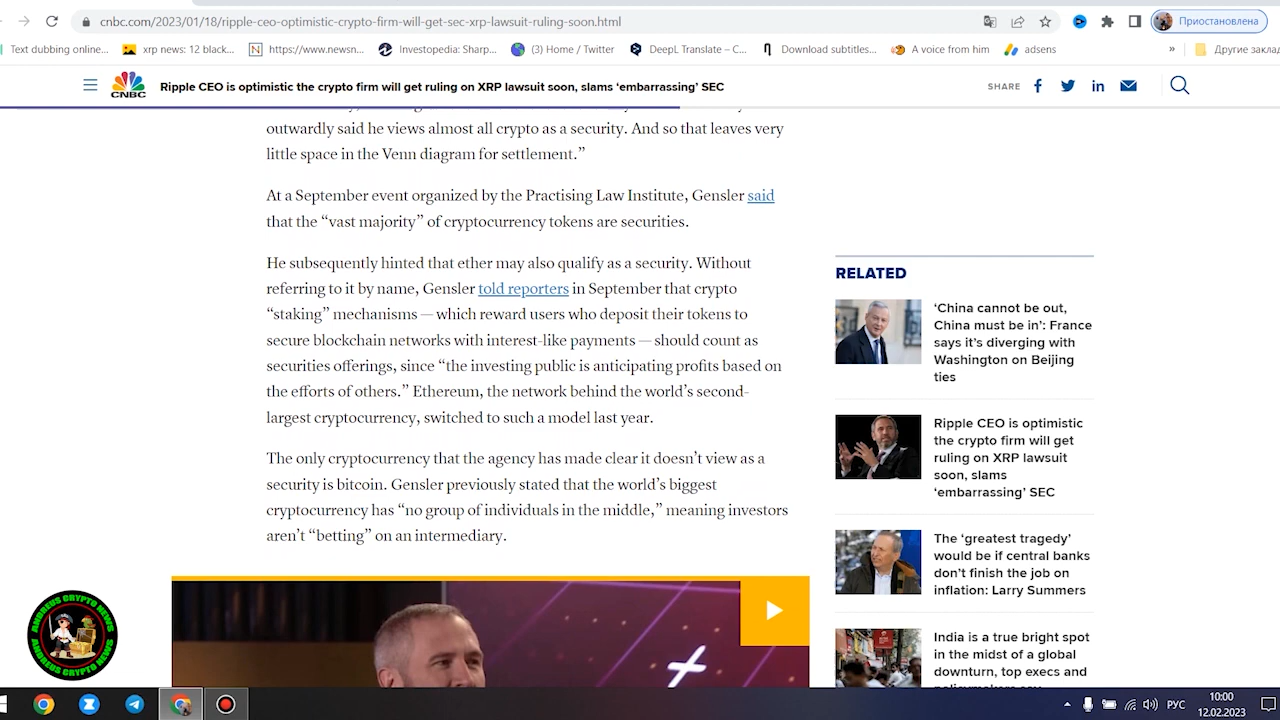 cnbc.com/2023/01/18/ripple-ceo-optimistic-crypto-firm-will-get-sec-xrp-lawsuit-ruling-soon.html
Приостановлена
Text dubbing online...
xrp news: 12 black...
https://www.newsn...
Investopedia: Sharp...
(3) Home / Twitter
DeepL Translate – C...
Download subtitles...
A voice from him
adsens
»
Другие закла
CNBC
Ripple CEO is optimistic the crypto firm will get ruling on XRP lawsuit soon, slams ‘embarrassing’ SEC
SHARE
outwardly said he views almost all crypto as a security. And so that leaves very
little space in the Venn diagram for settlement.”
At a September event organized by the Practising Law Institute, Gensler said
that the “vast majority” of cryptocurrency tokens are securities.
He subsequently hinted that ether may also qualify as a security. Without
referring to it by name, Gensler told reporters in September that crypto
“staking” mechanisms — which reward users who deposit their tokens to
secure blockchain networks with interest-like payments — should count as
securities offerings, since “the investing public is anticipating profits based on
the efforts of others.” Ethereum, the network behind the world’s second-
largest cryptocurrency, switched to such a model last year.
The only cryptocurrency that the agency has made clear it doesn’t view as a
security is bitcoin. Gensler previously stated that the world’s biggest
cryptocurrency has “no group of individuals in the middle,” meaning investors
aren’t “betting” on an intermediary.
RELATED
‘China cannot be out,
China must be in’: France
says it’s diverging with
Washington on Beijing
ties
Ripple CEO is optimistic
the crypto firm will get
ruling on XRP lawsuit
soon, slams
‘embarrassing’ SEC
The ‘greatest tragedy’
would be if central banks
don’t finish the job on
inflation: Larry Summers
India is a true bright spot
in the midst of a global
downturn, top execs and
ANDREUS CRYPTO NEWS
ANDREUS CRYPTO NEWS
РУС
10:00
12.02.2023